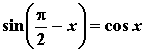 sin(π/2 − x) = cos x